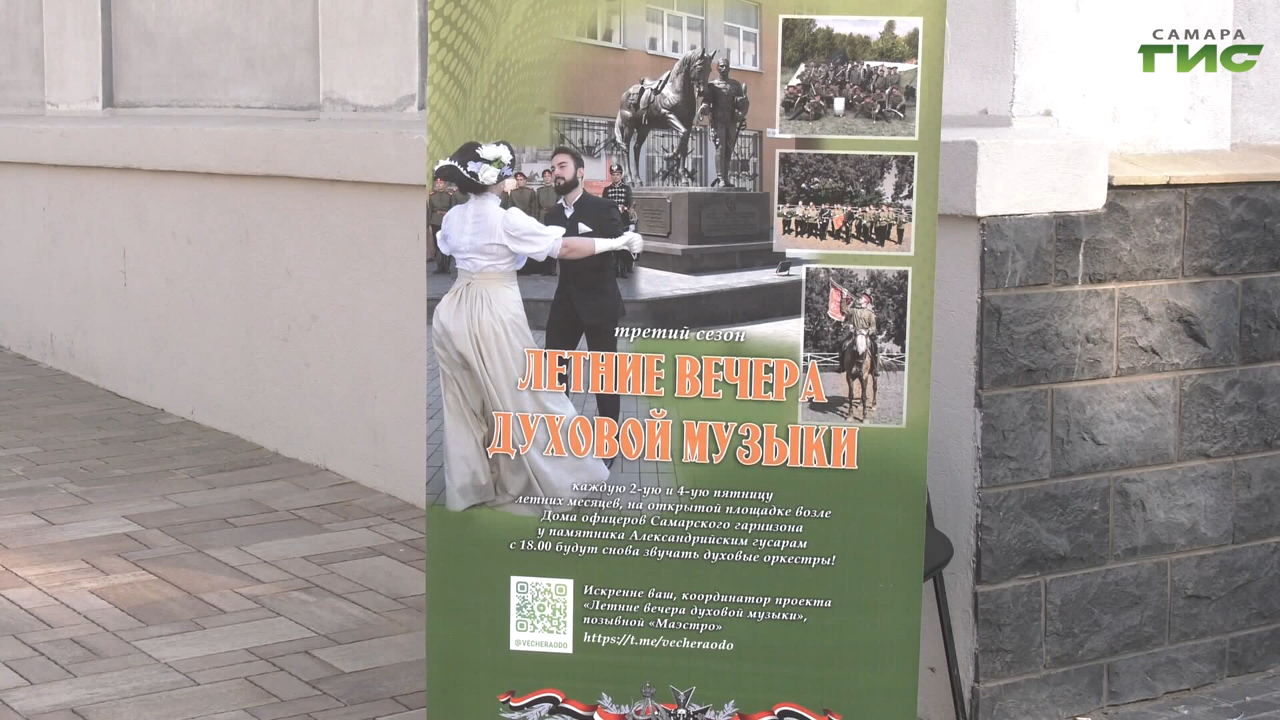 САМАРА
ГИС
третий сезон
ЛЕТНИЕ ВЕЧЕРА
ДУХОВОЙ МУЗЫКИ
каждую 2-ую и 4-ую пятницу
летних месяцев, на открытой площадке возле
Дома офицеров Самарского гарнизона
у памятника Александрийским гусарам
с 18.00 будут снова звучать духовые оркестры!
Искренне ваш, координатор проекта
«Летние вечера духовой музыки»,
позывной «Маэстро»
https://t.me/vecheraodo
@VECHERAODO